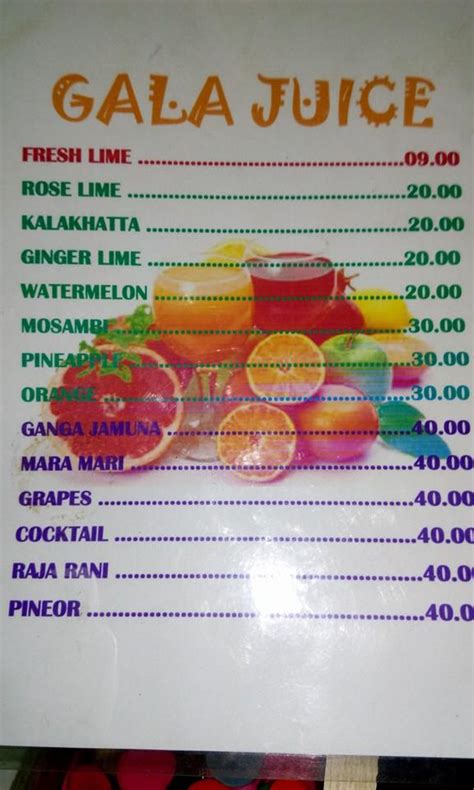 GALA JUICE
FRESH LIME ........................................09.00
ROSE LIME ........................................20.00
KALAKHATTA ........................................20.00
GINGER LIME ........................................20.00
WATERMELON ........................................20.00
MOSAMBI ........................................30.00
PINEAPPLE ........................................30.00
ORANGE ........................................30.00
GANGA JAMUNA ........................................40.00
MARA MARI ........................................40.00
GRAPES ........................................40.00
COCKTAIL ........................................40.00
RAJA RANI ........................................40.00
PINEOR ........................................40.00